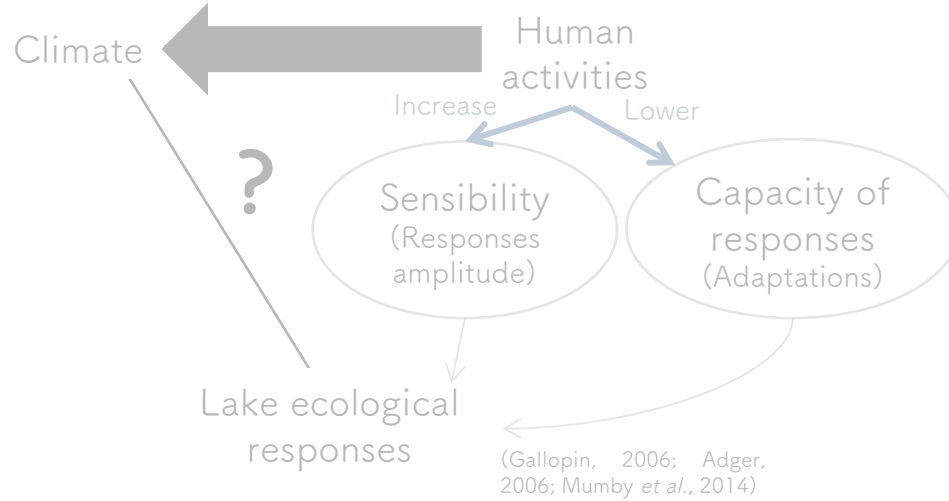 Climate
Human
activities
Increase
Lower
?
Sensibility
(Responses
amplitude)
Capacity of
responses
(Adaptations)
Lake ecological
responses
(Gallopin, 2006; Adger,
2006; Mumby et al., 2014)